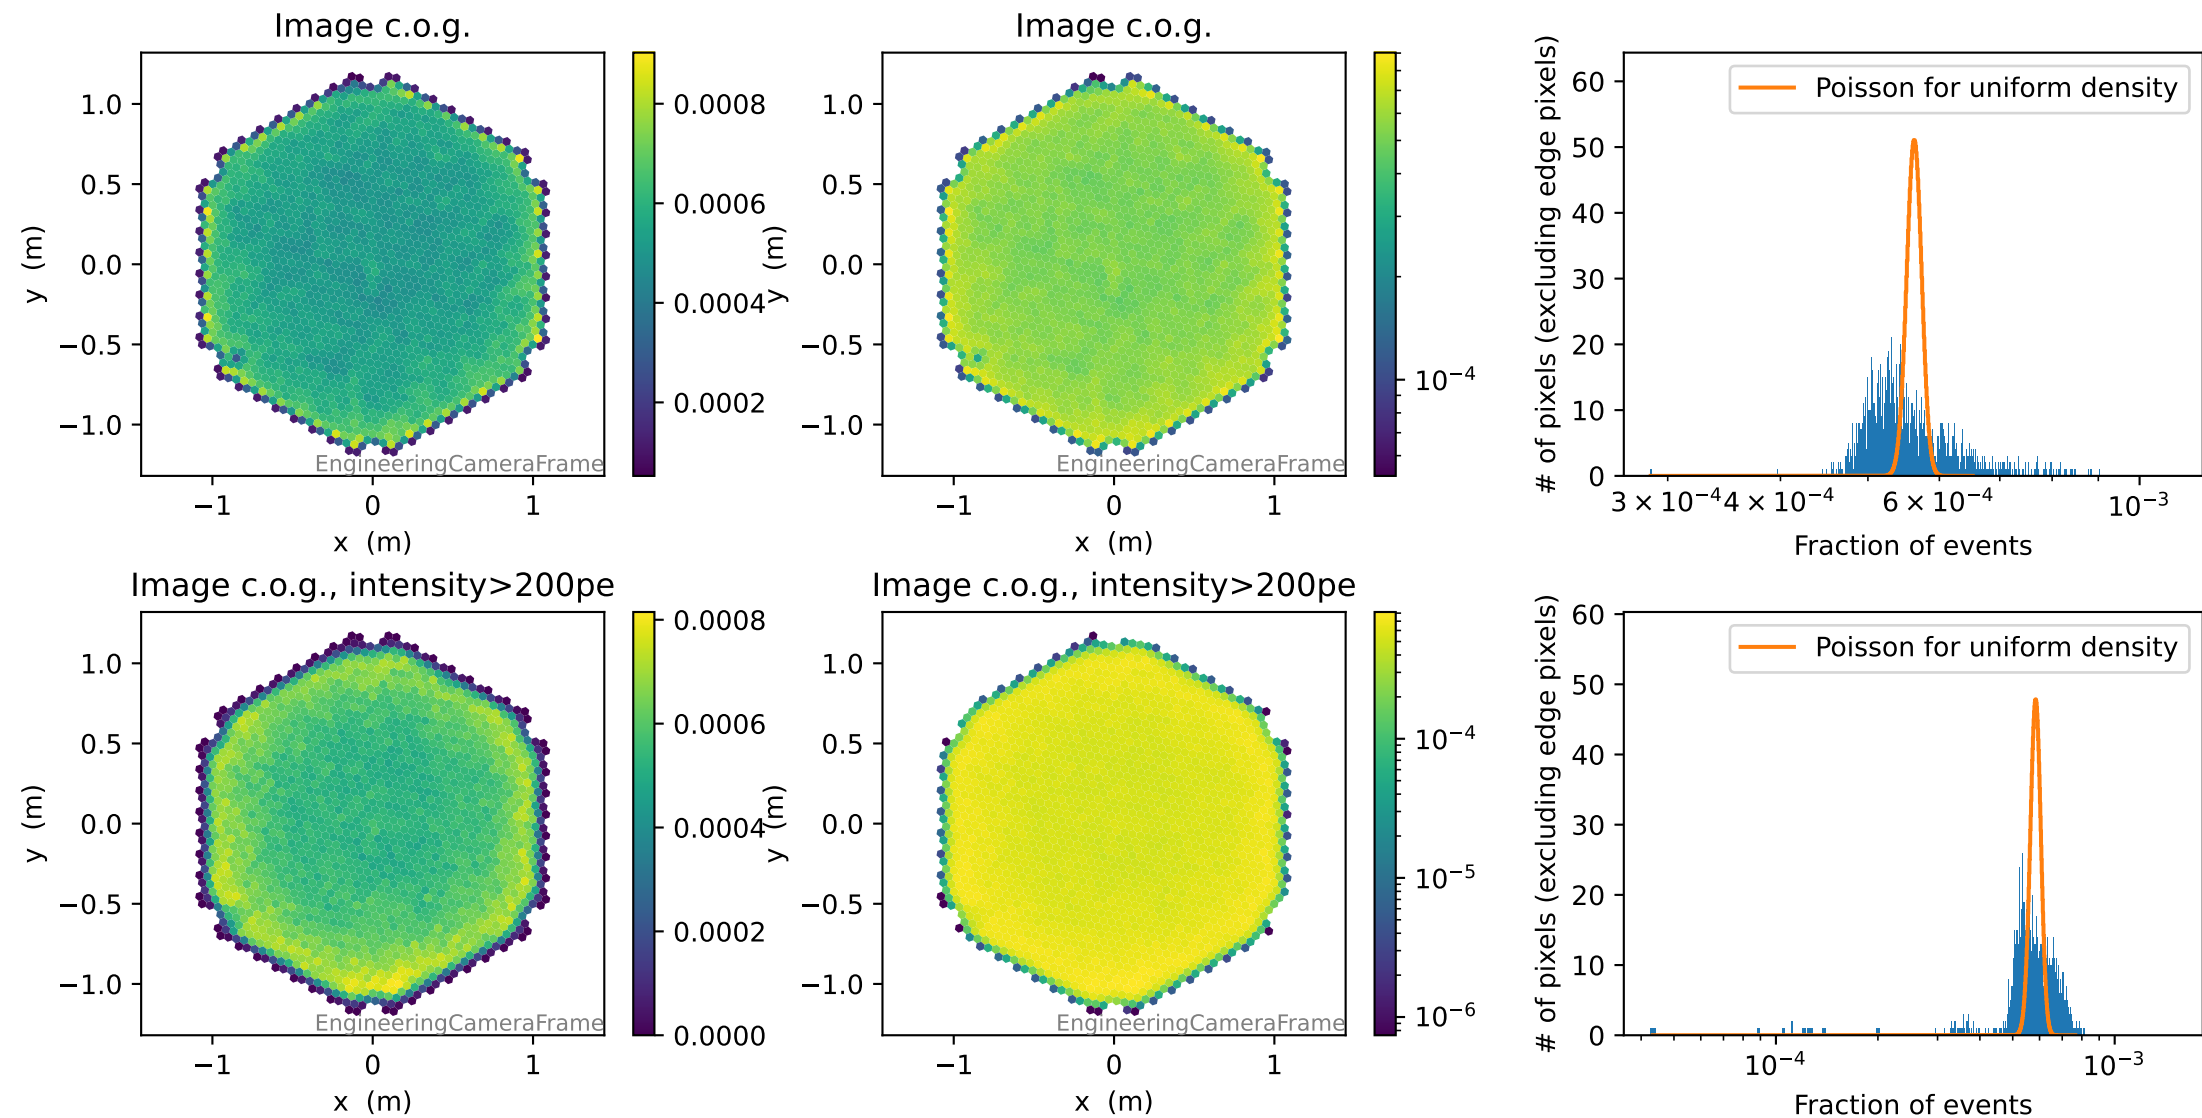 Image c.o.g.
1.0
0.5
0.0
−0.5
−1.0
y (m)
−1
0
1
x (m)
EngineeringCameraFrame
0.0008
0.0006
0.0004
0.0002
Image c.o.g.
1.0
0.5
0.0
−0.5
−1.0
y (m)
−1
0
1
x (m)
EngineeringCameraFrame
10⁻⁴
# of pixels (excluding edge pixels)
60
50
40
30
20
10
0
Poisson for uniform density
3 × 10⁻⁴
4 × 10⁻⁴
6 × 10⁻⁴
10⁻³
Fraction of events
Image c.o.g., intensity>200pe
1.0
0.5
0.0
−0.5
−1.0
y (m)
−1
0
1
x (m)
EngineeringCameraFrame
0.0008
0.0006
0.0004
0.0002
0.0000
Image c.o.g., intensity>200pe
1.0
0.5
0.0
−0.5
−1.0
y (m)
−1
0
1
x (m)
EngineeringCameraFrame
10⁻⁴
10⁻⁵
10⁻⁶
# of pixels (excluding edge pixels)
60
50
40
30
20
10
0
Poisson for uniform density
10⁻⁴
10⁻³
Fraction of events